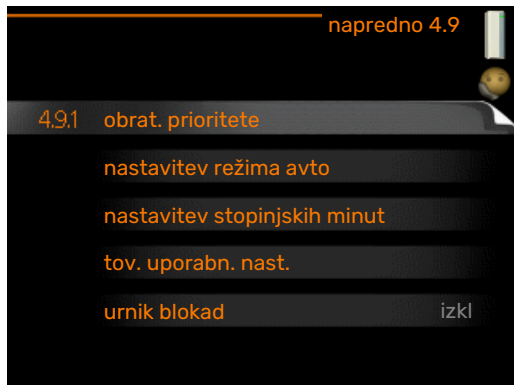 napredno 4.9
4.9.1 obrat. prioritete
nastavitev režima avto
nastavitev stopinjskih minut
tov. uporabn. nast.
urnik blokad izkl